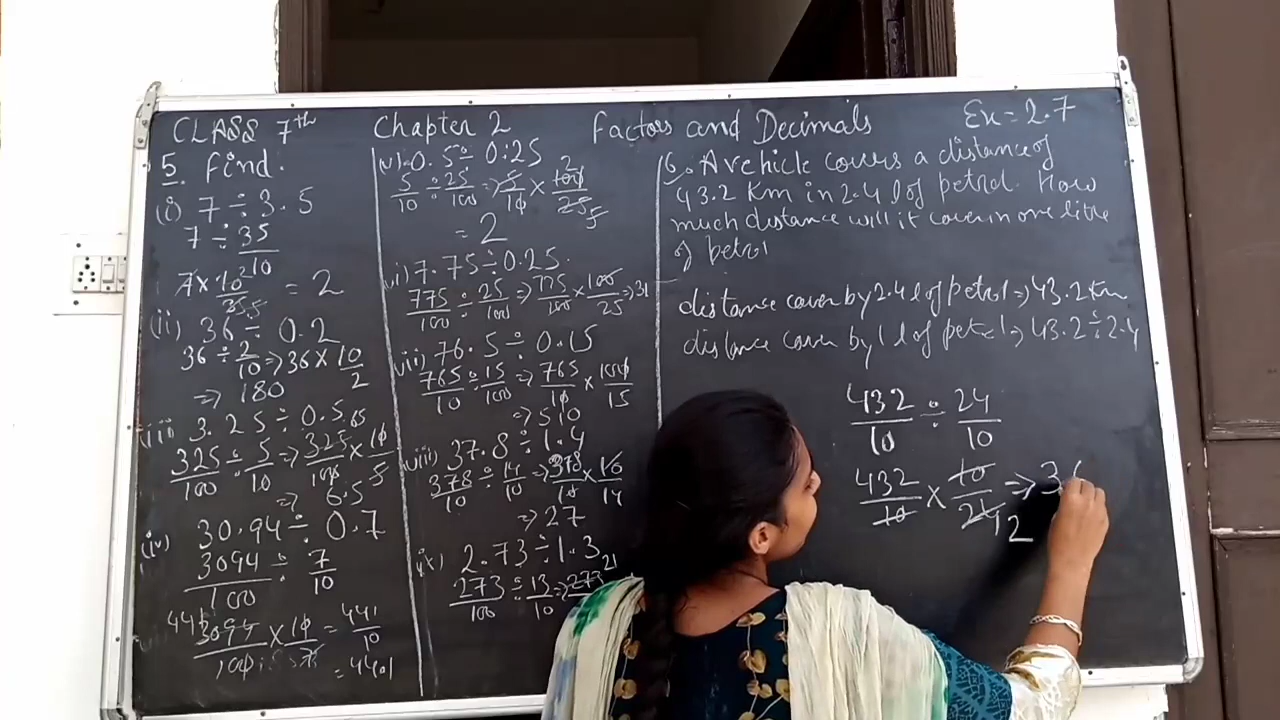 CLASS 7th Chapter 2 Factors and Decimals Ex = 2.7
5. Find.
(i) 7 ÷ 3.5
7 ÷ 35/10
7 × 10/35 = 2
(ii) 36 ÷ 0.2
36 ÷ 2/10 => 36 × 10/2
=> 180
(iii) 3.25 ÷ 0.5
325/100 ÷ 5/10 => 325/100 × 10/5
=> 6.5
(iv) 30.94 ÷ 0.7
3094/100 ÷ 7/10
3094/100 × 10/7 = 441/10
= 44.1
(v) 0.5 ÷ 0.25
5/10 ÷ 25/100 => 5/10 × 100/25
= 2
vi) 7.75 ÷ 0.25.
775/100 ÷ 25/100 => 775/100 × 100/25 => 31
vii) 76.5 ÷ 0.15
765/10 ÷ 15/100 => 765/10 × 100/15
=> 510
viii) 37.8 ÷ 1.4
378/10 ÷ 14/10 => 378/10 × 10/14
=> 27
ix) 2.73 ÷ 1.3
273/100 ÷ 13/10 => 273 21
6. A vehicle covers a distance of
43.2 Km in 2.4 l of petrol. How
much distance will it cover in one litre
of petrol
distance cover by 2.4 l of petrol => 43.2 Km
distance cover by 1 l of petrol => 43.2 ÷ 2.4
432/10 ÷ 24/10
432/10 × 10/24 12 => 3